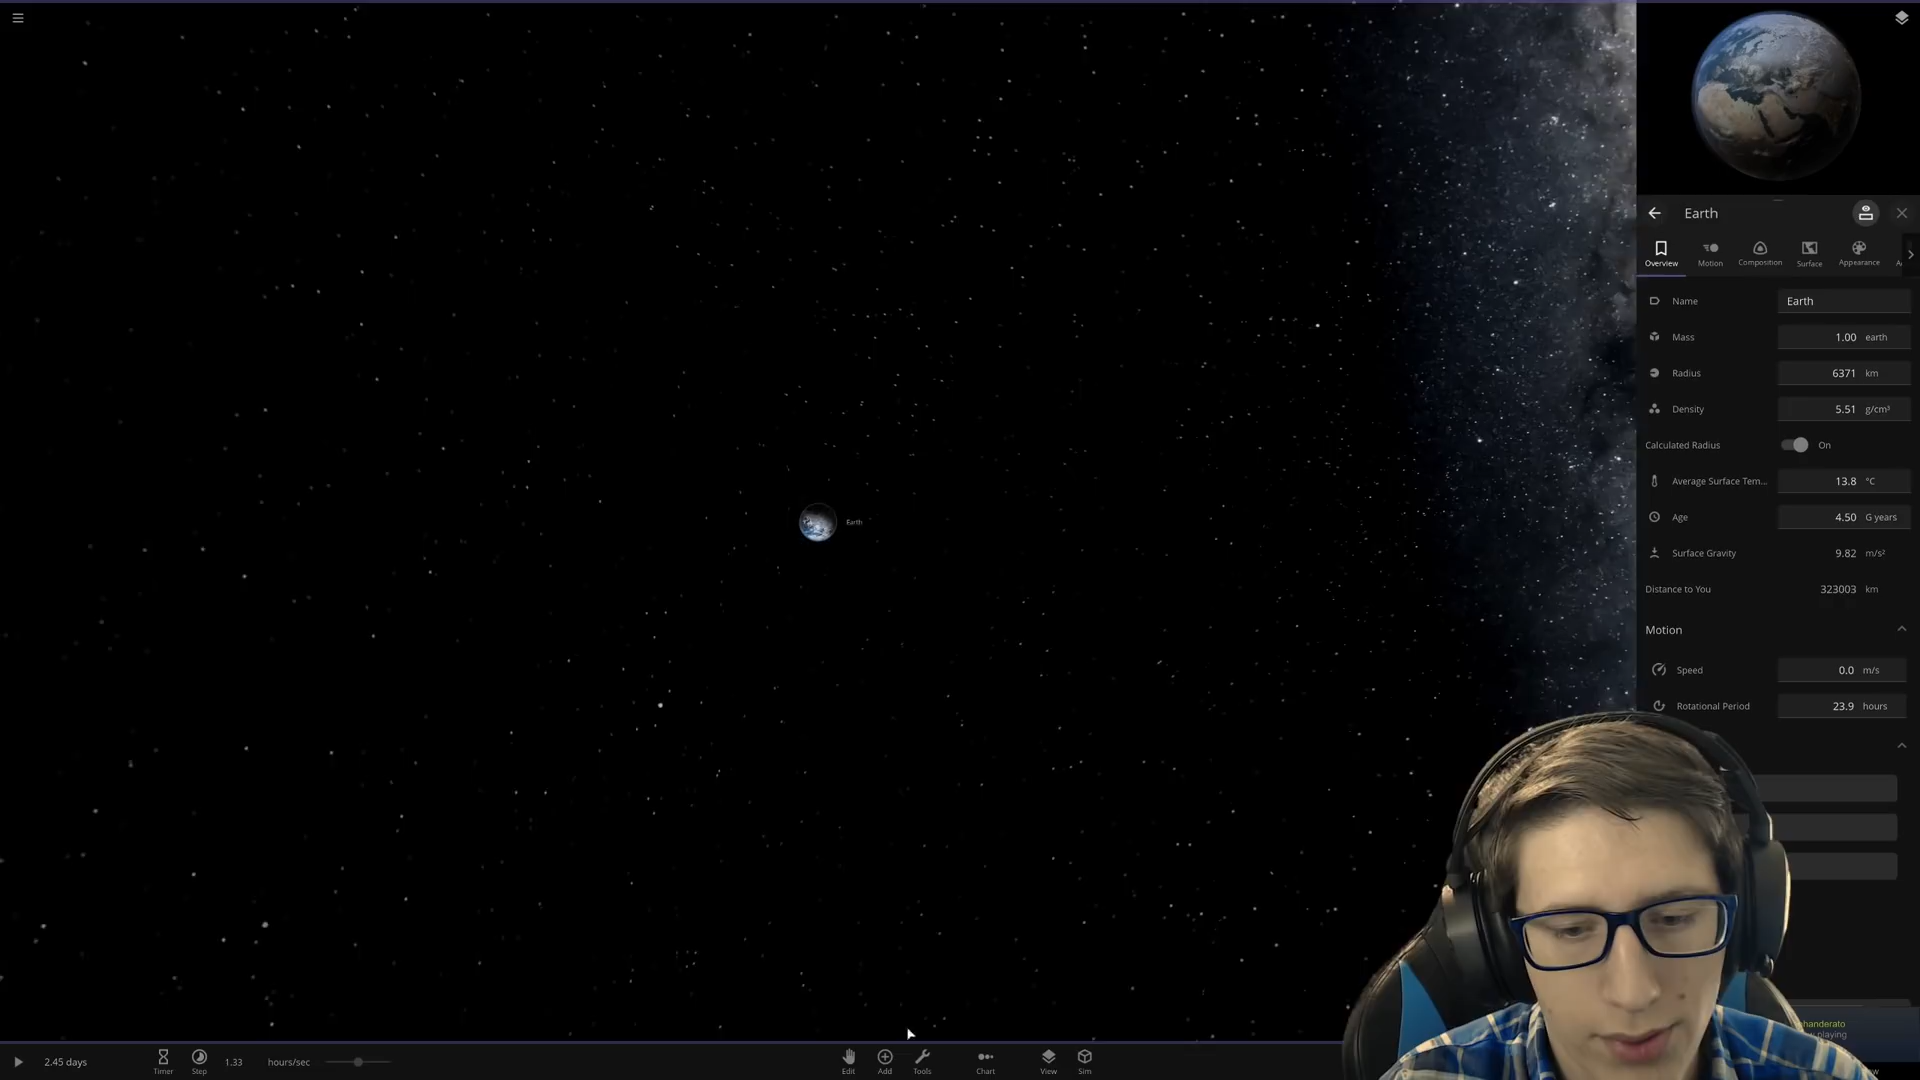 Earth
Overview
Motion
Composition
Surface
Appearance
Name Earth
Mass 1.00 earth
Radius 6371 km
Density 5.51 g/cm³
Calculated Radius On
Average Surface Tem... 13.8 °C
Age 4.50 G years
Surface Gravity 9.82 m/s²
Distance to You 323003 km
Motion
Speed 0.0 m/s
Rotational Period 23.9 hours
Earth
2.45 days
Timer
Step
1.33 hours/sec
Edit
Add
Tools
Chart
View
Sim